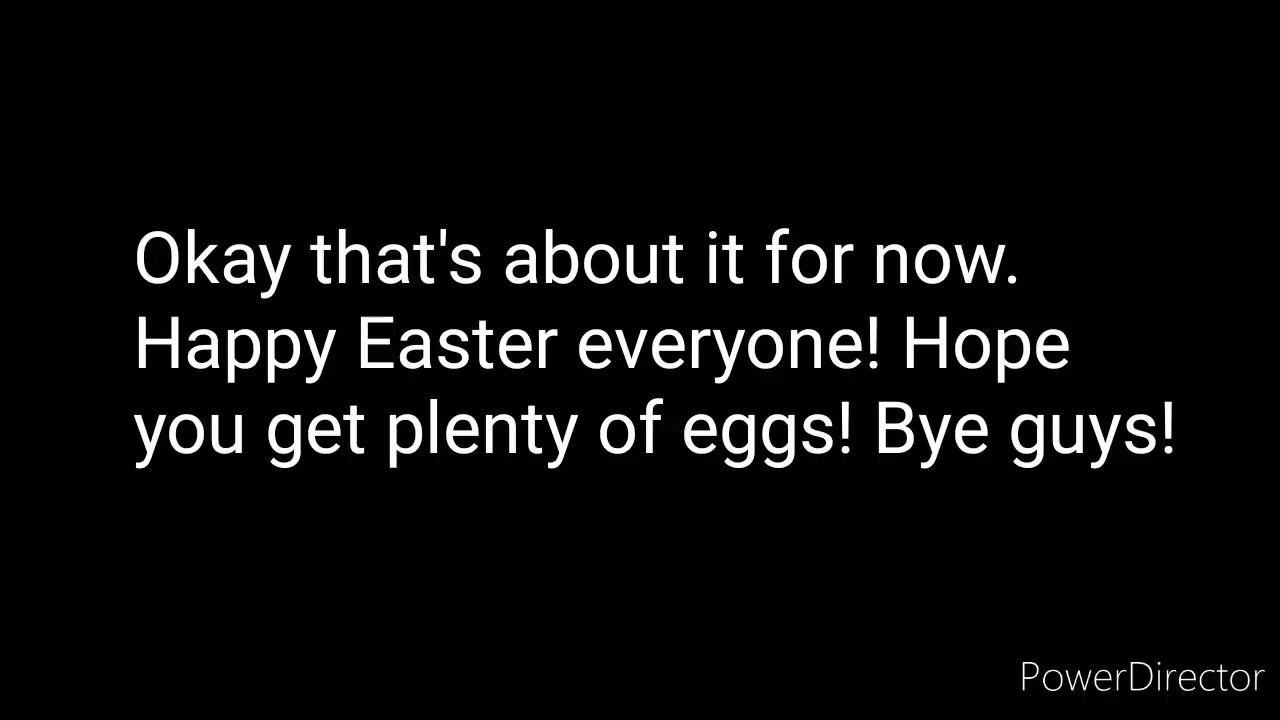 Okay that's about it for now.
Happy Easter everyone! Hope
you get plenty of eggs! Bye guys!
PowerDirector